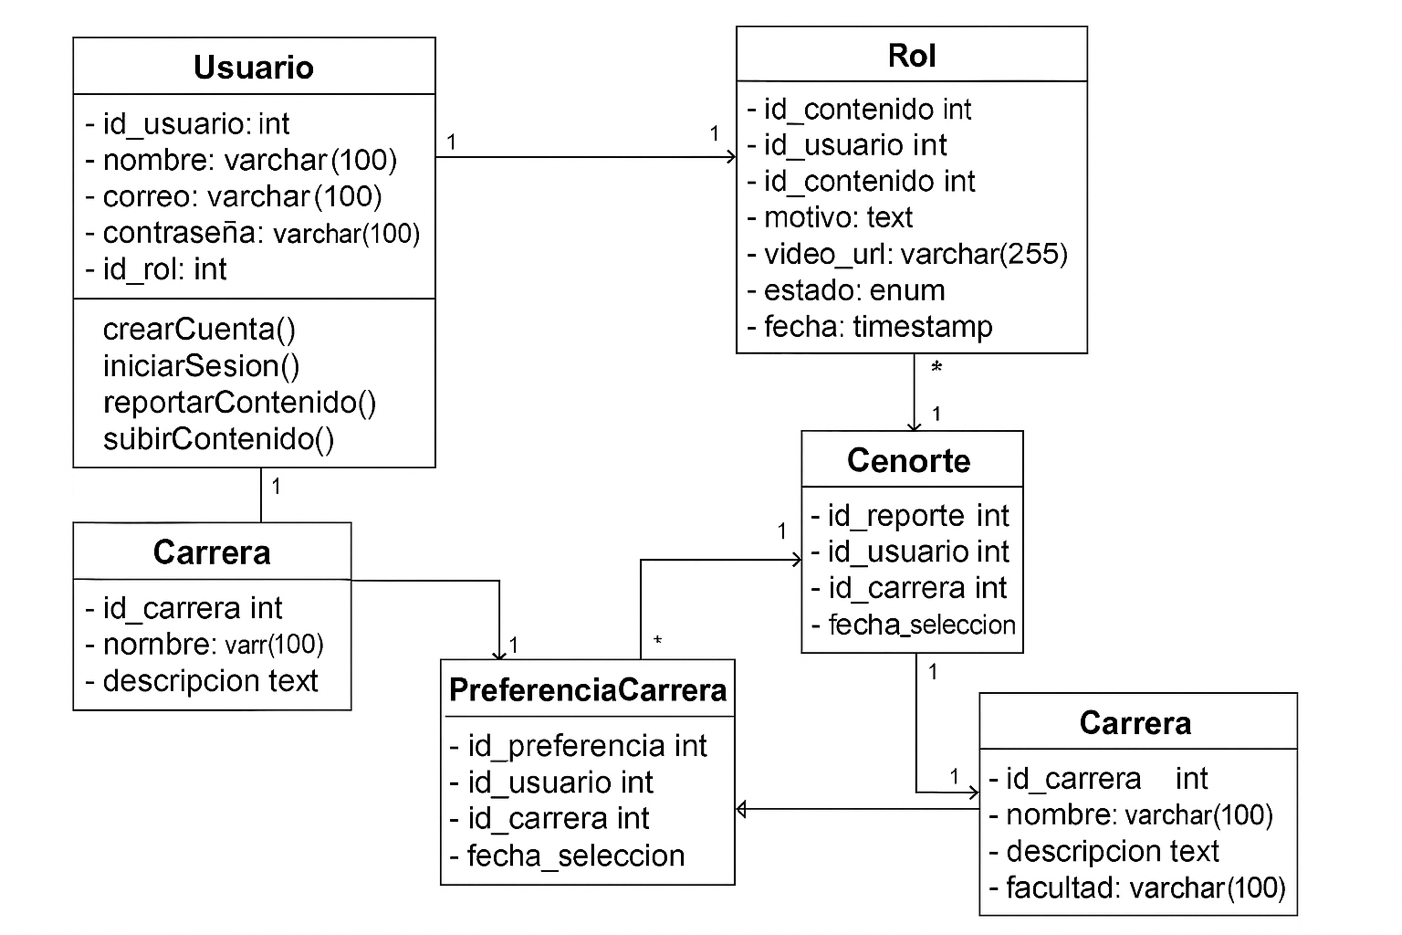 Usuario
- id_usuario: int
- nombre: varchar(100)
- correo: varchar(100)
- contraseña: varchar(100)
- id_rol: int
crearCuenta()
iniciarSesion()
reportarContenido()
subirContenido()
1
1
Rol
- id_contenido int
- id_usuario int
- id_contenido int
- motivo: text
- video_url: varchar(255)
- estado: enum
- fecha: timestamp
*
1
Cenorte
- id_reporte int
- id_usuario int
- id_carrera int
- fecha_seleccion
1
Carrera
- id_carrera int
- nornbre: varr(100)
- descripcion text
1
1
*
PreferenciaCarrera
- id_preferencia int
- id_usuario int
- id_carrera int
- fecha_seleccion
1
1
Carrera
- id_carrera int
- nombre: varchar(100)
- descripcion text
- facultad: varchar(100)